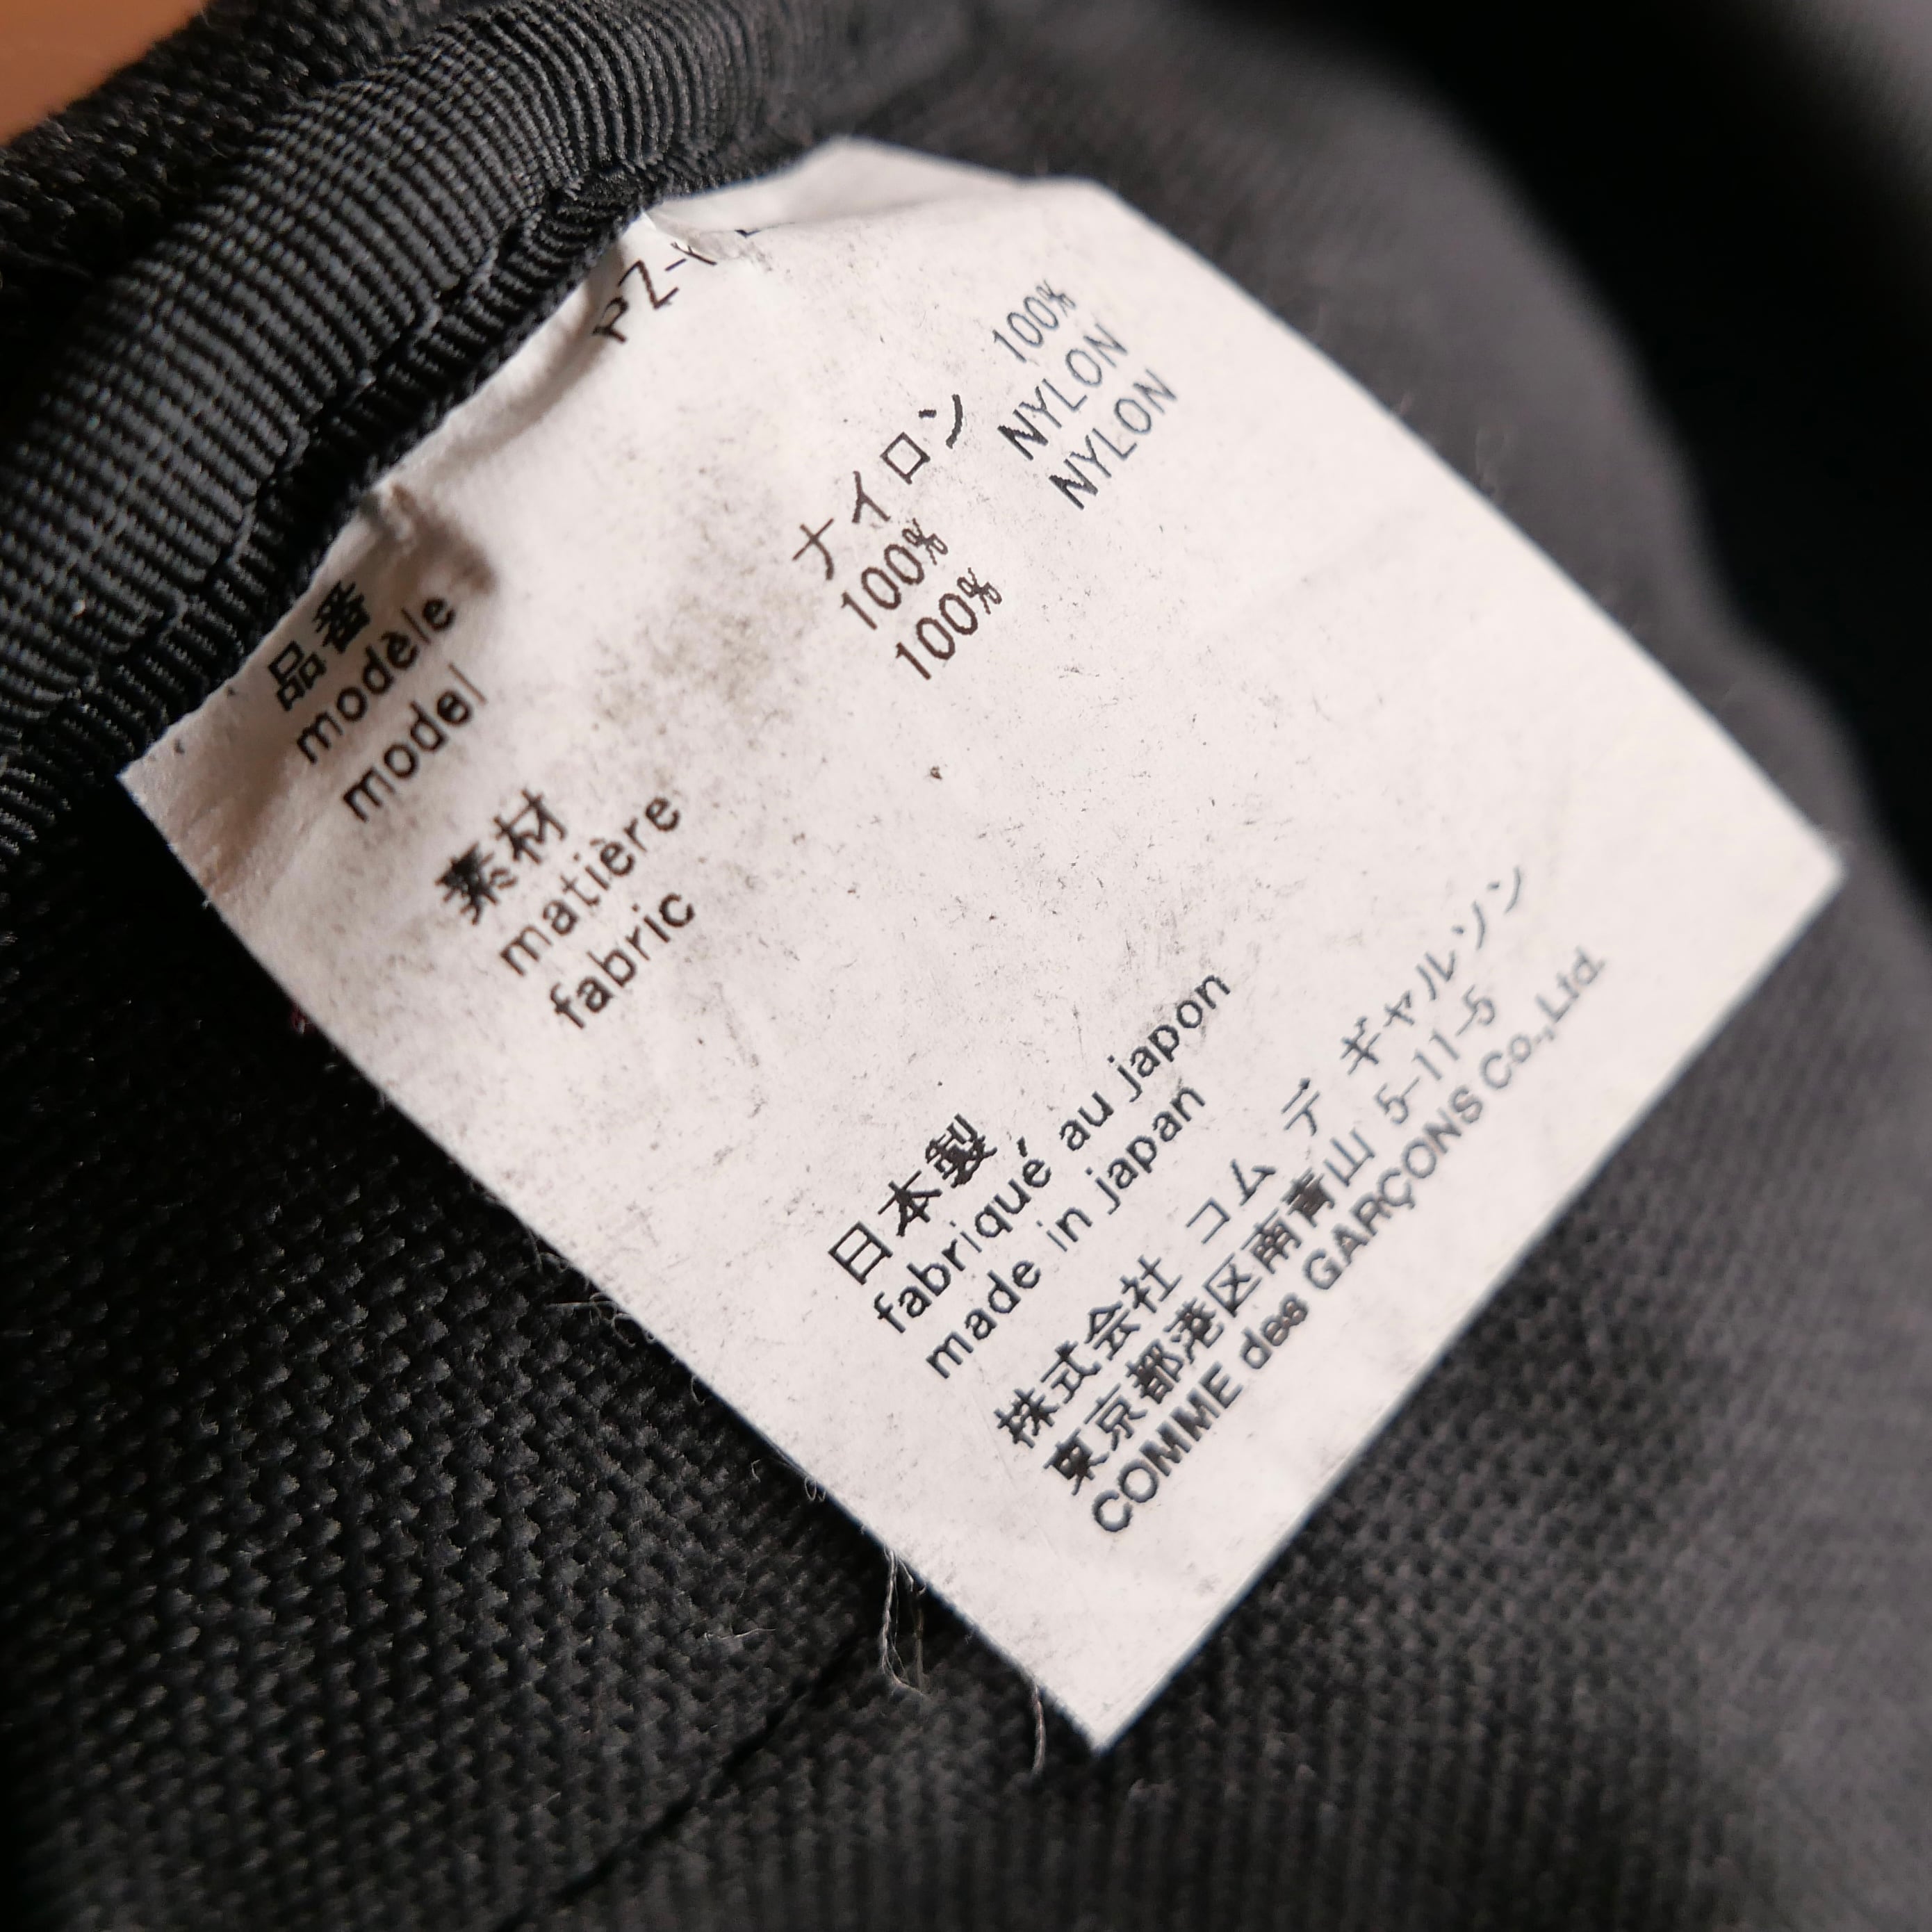 品番
modèle
model
PZ-
素材
matière
fabric
ナイロン 100%
100% NYLON
100% NYLON
日本製
fabriqué au japon
made in japan
株式会社 コム デ ギャルソン
東京都港区南青山 5-11-5
COMME des GARÇONS Co.,Ltd.